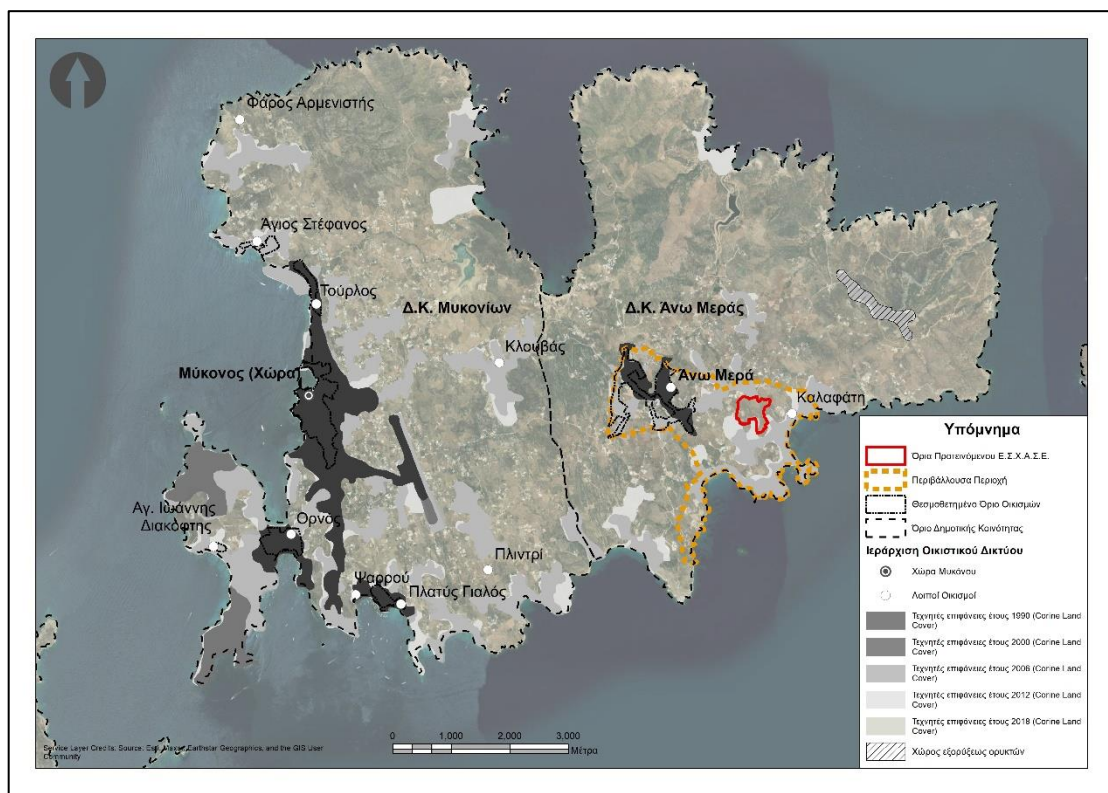 Φάρος Αρμενιστής
Άγιος Στέφανος
Τούρλος
Δ.Κ. Μυκονίων
Δ.Κ. Άνω Μεράς
Κλουβάς
Μύκονος (Χώρα)
Άνω Μερά
Καλαφάτη
Αγ. Ιωάννης
Διακόφτης
Ορνός
Πλιντρί
Ψαρρού
Πλατύς Γιαλός
Υπόμνημα
Όρια Προτεινόμενου Ε.Σ.Χ.Α.Σ.Ε.
Περιβάλλουσα Περιοχή
Θεσμοθετημένο Όριο Οικισμών
Όριο Δημοτικής Κοινότητας
Ιεράρχιση Οικιστικού Δικτύου
Χώρα Μυκόνου
Λοιποί Οικισμοί
Τεχνητές επιφάνειες έτους 1990 (Corine Land
Cover)
Τεχνητές επιφάνειες έτους 2000 (Corine Land
Cover)
Τεχνητές επιφάνειες έτους 2006 (Corine Land
Cover)
Τεχνητές επιφάνειες έτους 2012 (Corine Land
Cover)
Τεχνητές επιφάνειες έτους 2018 (Corine Land
Cover)
Χώρος εξορύξεως ορυκτών
0 1,000 2,000 3,000
Μέτρα
Service Layer Credits: Source: Esri, Maxar, Earthstar Geographics, and the GIS User
Community